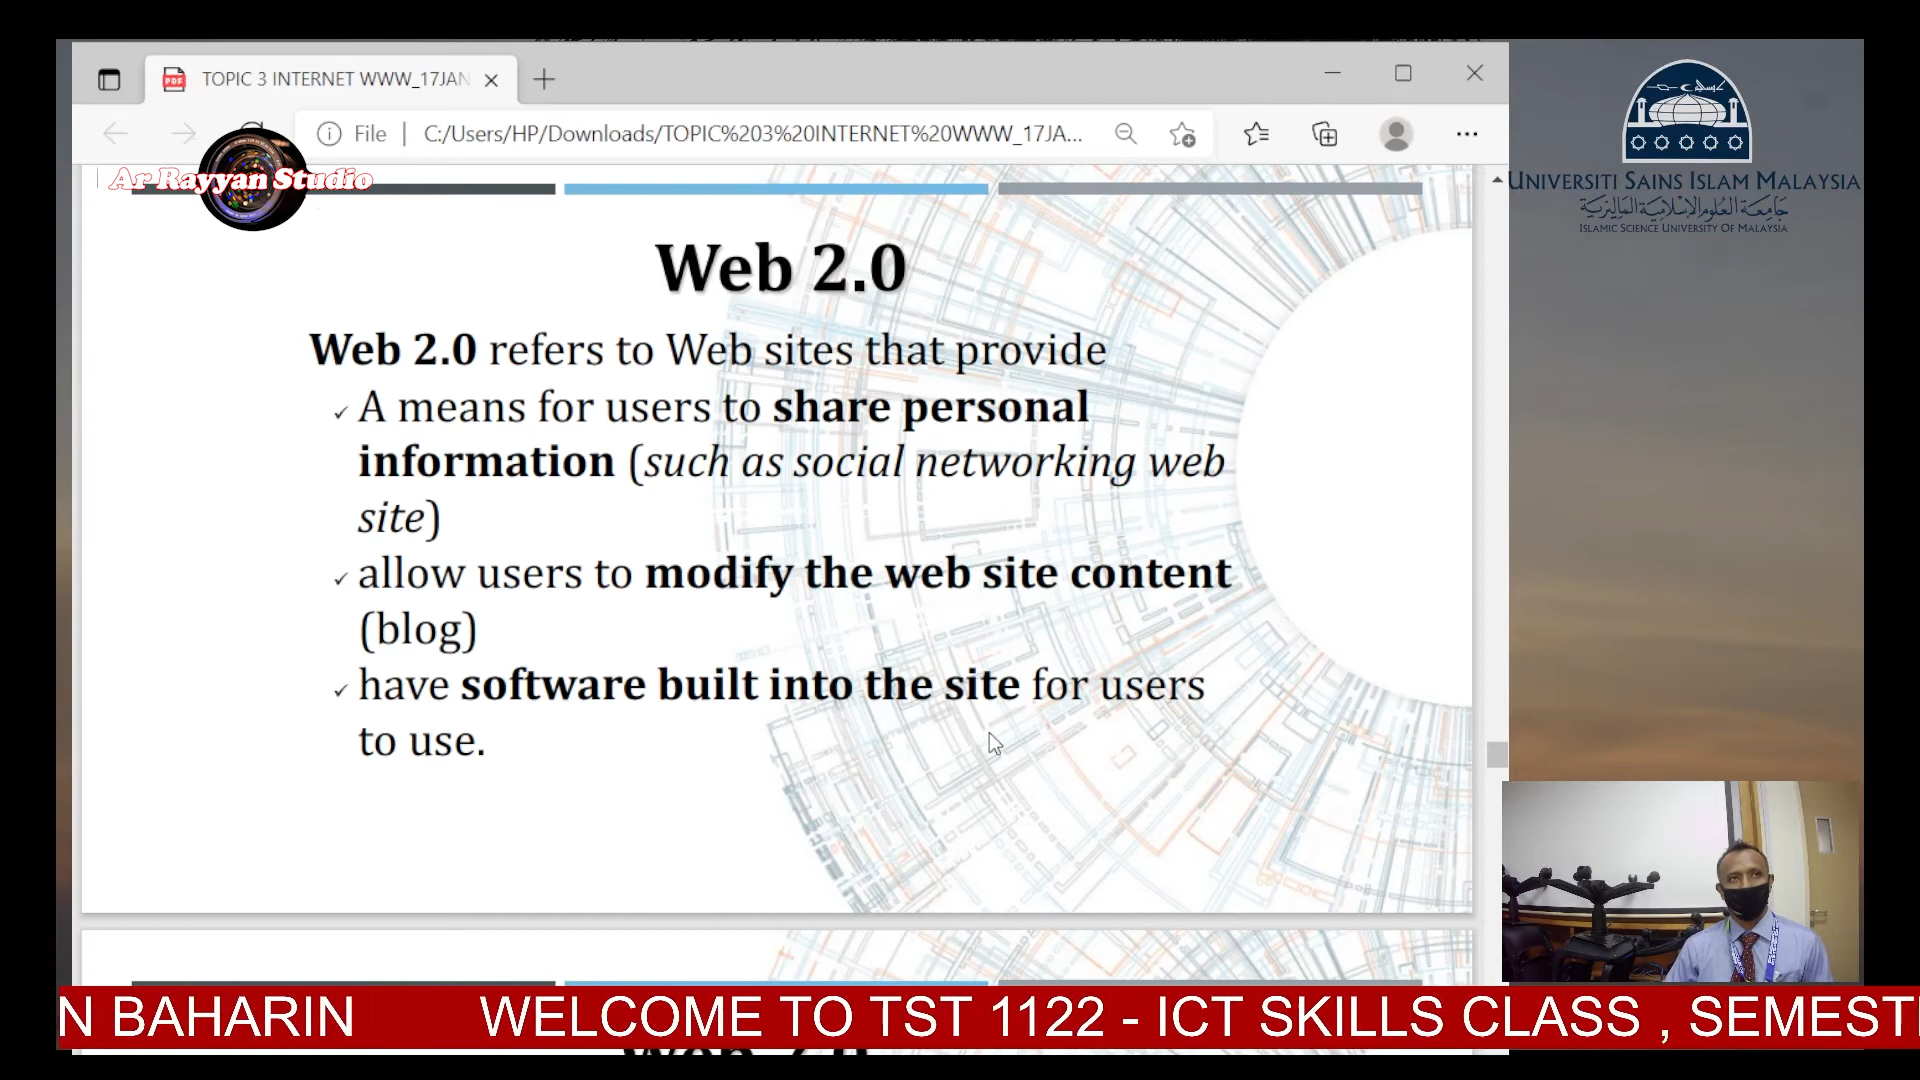 TOPIC 3 INTERNET WWW_17JAN
File
C:/Users/HP/Downloads/TOPIC%203%20INTERNET%20WWW_17JA...
Ar Rayyan Studio
UNIVERSITI SAINS ISLAM MALAYSIA
جامعة العلوم الإسلامية الماليزية
ISLAMIC SCIENCE UNIVERSITY OF MALAYSIA
Web 2.0
Web 2.0 refers to Web sites that provide
✓ A means for users to share personal
information (such as social networking web
site)
✓ allow users to modify the web site content
(blog)
✓ have software built into the site for users
to use.
N BAHARIN WELCOME TO TST 1122 - ICT SKILLS CLASS , SEMEST